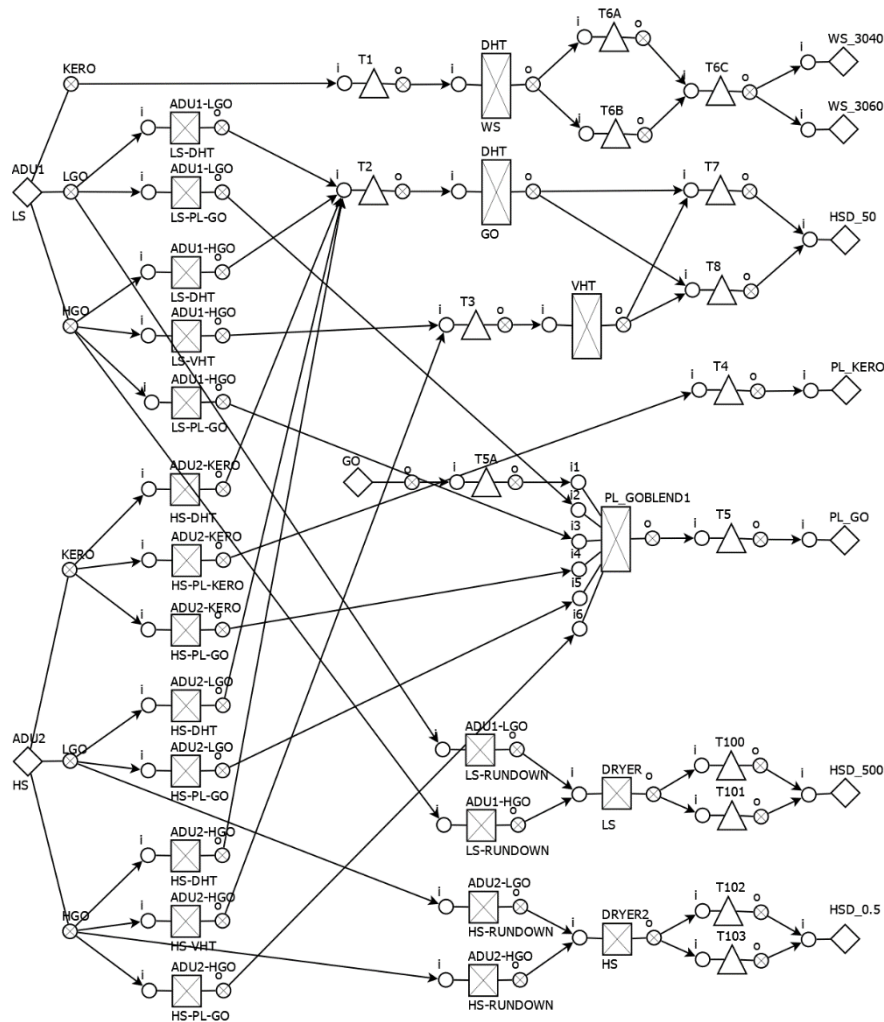 T6A
i
o
WS_3040
KERO
T1
DHT
i
o
i
o
i
T6C
i
o
WS
T6B
WS_3060
i
o
i
ADU1-LGO
i
o
LS-DHT
ADU1
LGO
LS
ADU1-LGO
i
o
LS-PL-GO
T2
i
o
DHT
i
o
GO
T7
i
o
HSD_50
i
ADU1-HGO
i
o
LS-DHT
T8
i
o
HGO
ADU1-HGO
i
o
LS-VHT
T3
i
o
VHT
i
o
ADU1-HGO
i
o
LS-PL-GO
T4
i
o
PL_KERO
i
ADU2-KERO
i
o
HS-DHT
GO
o
T5A
i
o
i1
i2
i3
i4
i5
i6
PL_GOBLEND1
o
T5
i
o
PL_GO
i
KERO
ADU2-KERO
i
o
HS-PL-KERO
ADU2-KERO
i
o
HS-PL-GO
ADU2-LGO
i
o
HS-DHT
ADU2
LGO
HS
ADU2-LGO
i
o
HS-PL-GO
ADU1-LGO
i
o
LS-RUNDOWN
ADU1-HGO
i
o
LS-RUNDOWN
DRYER
i
o
LS
T100
i
o
T101
i
o
HSD_500
i
ADU2-HGO
i
o
HS-DHT
HGO
ADU2-HGO
i
o
HS-VHT
ADU2-HGO
i
o
HS-PL-GO
ADU2-LGO
i
o
HS-RUNDOWN
ADU2-HGO
i
o
HS-RUNDOWN
DRYER2
i
o
HS
T102
i
o
T103
i
o
HSD_0.5
i